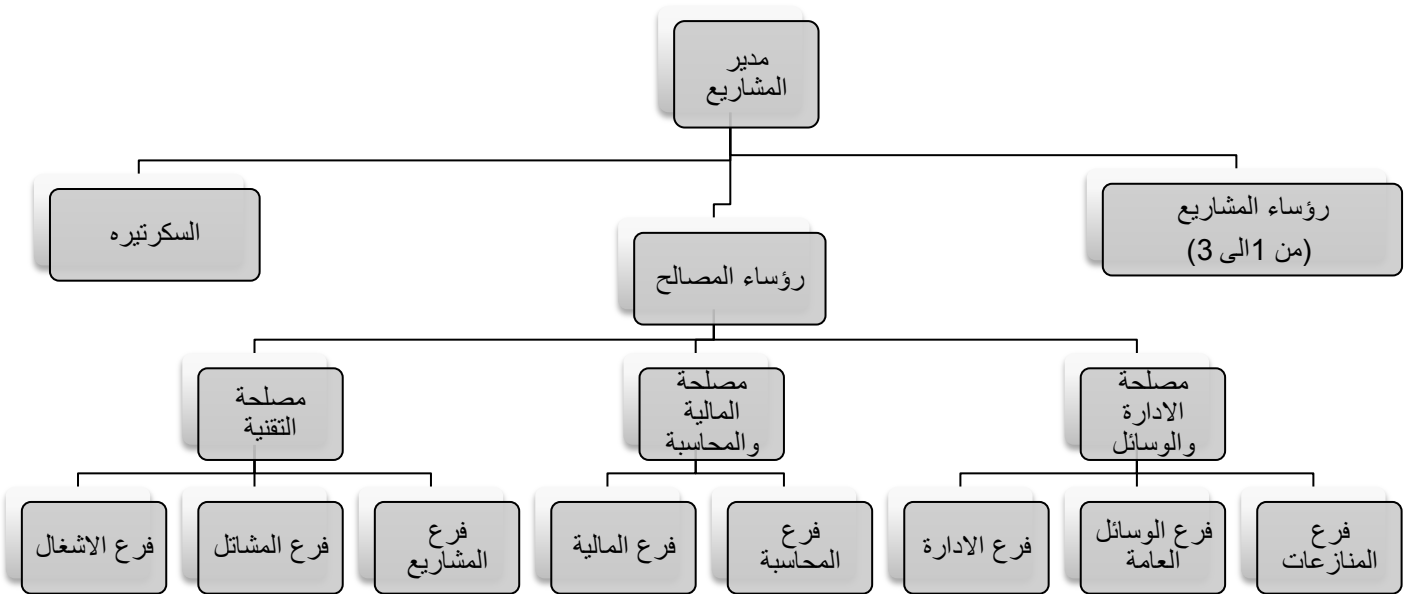 مدير
المشاريع
رؤساء المشاريع
(من 1الى 3)
السكرتيره
رؤساء المصالح
مصلحة
الادارة
والوسائل
مصلحة
المالية
والمحاسبة
مصلحة
التقنية
فرع
المنازعات
فرع الوسائل
العامة
فرع الادارة
فرع
المحاسبة
فرع المالية
فرع
المشاريع
فرع المشاتل
فرع الاشغال